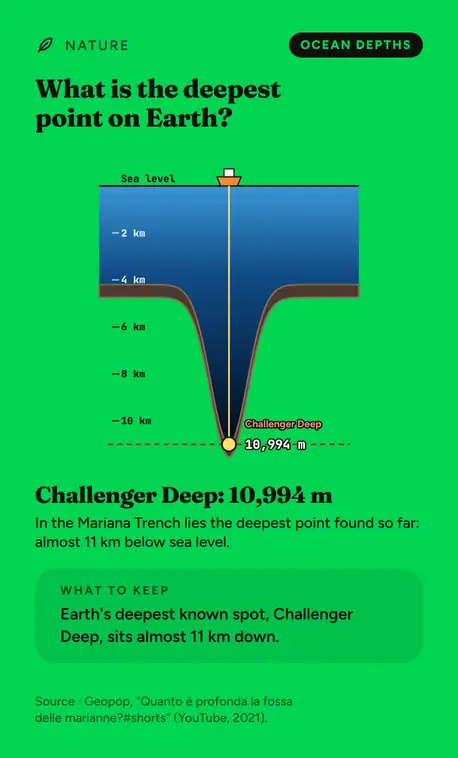 NATURE
OCEAN DEPTHS
What is the deepest
point on Earth?
Sea level
2 km
4 km
6 km
8 km
10 km
Challenger Deep
10,994 m
Challenger Deep: 10,994 m
In the Mariana Trench lies the deepest point found so far:
almost 11 km below sea level.
WHAT TO KEEP
Earth's deepest known spot, Challenger
Deep, sits almost 11 km down.
Source · Geopop, "Quanto è profonda la fossa
delle marianne?#shorts" (YouTube, 2021).